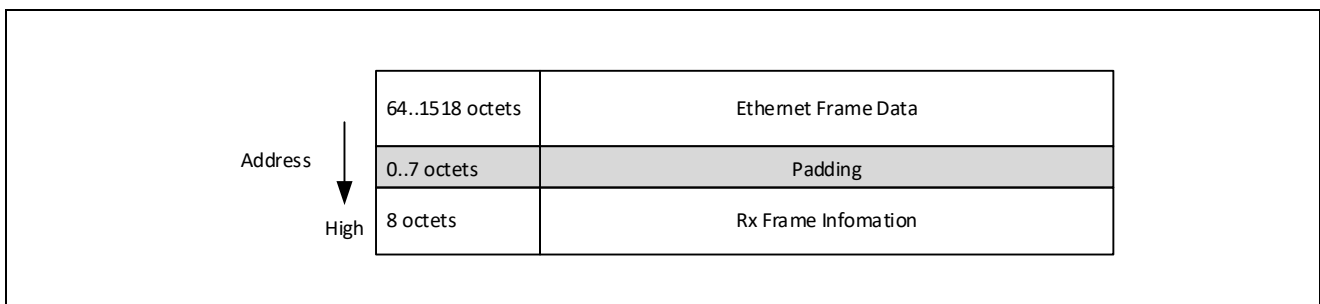 64..1518 octets Ethernet Frame Data
Address
0..7 octets Padding
High
8 octets Rx Frame Infomation